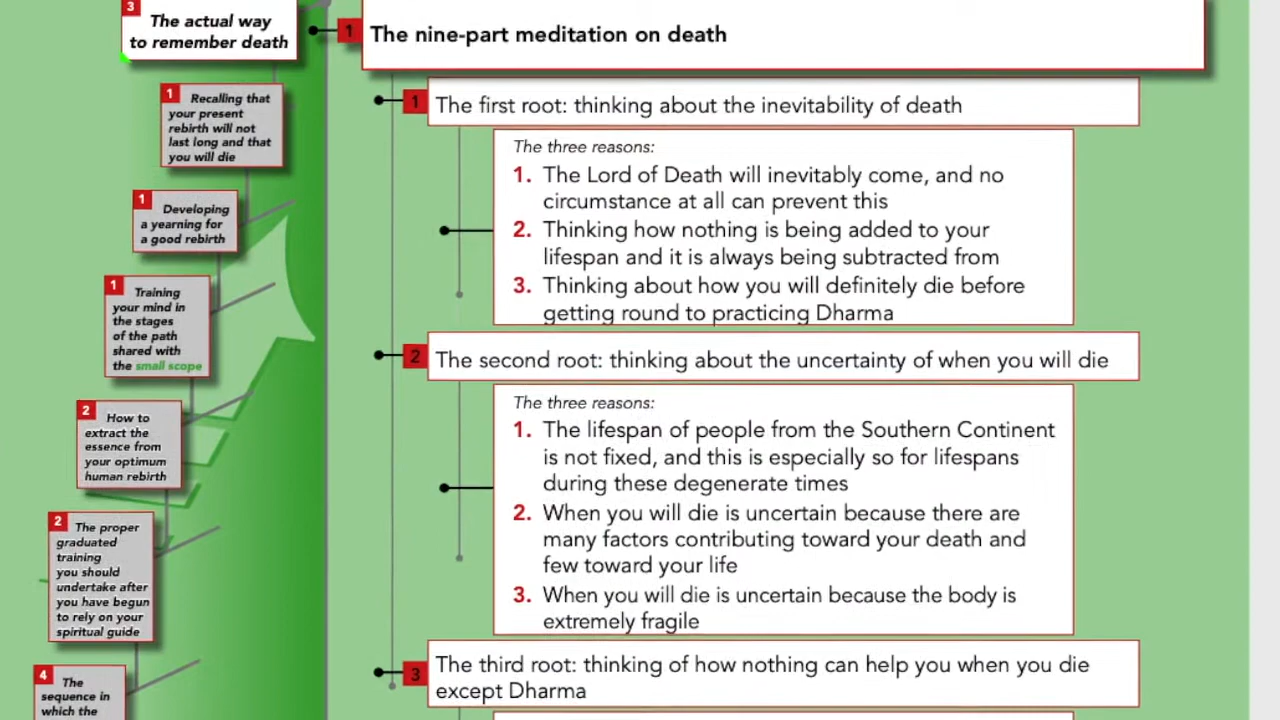 3
The actual way
to remember death
1
Recalling that
your present
rebirth will not
last long and that
you will die
1
Developing
a yearning for
a good rebirth
1
Training
your mind in
the stages
of the path
shared with
the small scope
2
How to
extract the
essence from
your optimum
human rebirth
2
The proper
graduated
training
you should
undertake after
you have begun
to rely on your
spiritual guide
4
The
sequence in
which the
1
The nine-part meditation on death
1
The first root: thinking about the inevitability of death
The three reasons:
1. The Lord of Death will inevitably come, and no
circumstance at all can prevent this
2. Thinking how nothing is being added to your
lifespan and it is always being subtracted from
3. Thinking about how you will definitely die before
getting round to practicing Dharma
2
The second root: thinking about the uncertainty of when you will die
The three reasons:
1. The lifespan of people from the Southern Continent
is not fixed, and this is especially so for lifespans
during these degenerate times
2. When you will die is uncertain because there are
many factors contributing toward your death and
few toward your life
3. When you will die is uncertain because the body is
extremely fragile
3
The third root: thinking of how nothing can help you when you die
except Dharma